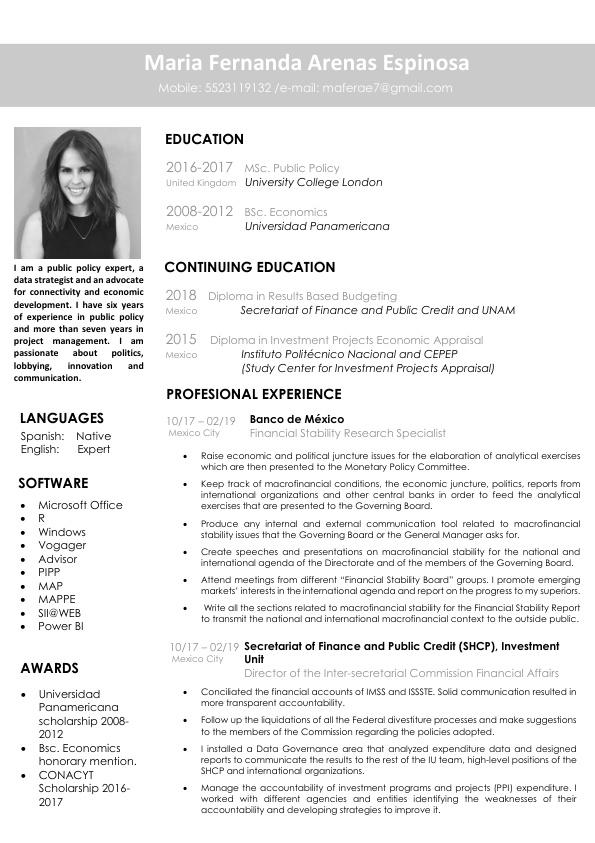 Maria Fernanda Arenas Espinosa
Mobile: 5523119132 /e-mail: maferae7@gmail.com
I am a public policy expert, a
data strategist and an advocate
for connectivity and economic
development. I have six years
of experience in public policy
and more than seven years in
project management. I am
passionate about politics,
lobbying, innovation and
communication.
LANGUAGES
Spanish: Native
English: Expert
SOFTWARE
• Microsoft Office
• R
• Windows
• Vogager
• Advisor
• PIPP
• MAP
• MAPPE
• SII@WEB
• Power BI
AWARDS
• Universidad
Panamericana
scholarship 2008-
2012
• Bsc. Economics
honorary mention.
• CONACYT
Scholarship 2016-
2017
EDUCATION
2016-2017 MSc. Public Policy
United Kingdom University College London
2008-2012 BSc. Economics
Mexico Universidad Panamericana
CONTINUING EDUCATION
2018 Diploma in Results Based Budgeting
Mexico Secretariat of Finance and Public Credit and UNAM
2015 Diploma in Investment Projects Economic Appraisal
Mexico Instituto Politécnico Nacional and CEPEP
(Study Center for Investment Projects Appraisal)
PROFESIONAL EXPERIENCE
10/17 – 02/19 Banco de México
Mexico City Financial Stability Research Specialist
• Raise economic and political juncture issues for the elaboration of analytical exercises
which are then presented to the Monetary Policy Committee.
• Keep track of macrofinancial conditions, the economic juncture, politics, reports from
international organizations and other central banks in order to feed the analytical
exercises that are presented to the Governing Board.
• Produce any internal and external communication tool related to macrofinancial
stability issues that the Governing Board or the General Manager asks for.
• Create speeches and presentations on macrofinancial stability for the national and
international agenda of the Directorate and of the members of the Governing Board.
• Attend meetings from different “Financial Stability Board” groups. I promote emerging
markets’ interests in the international agenda and report on the progress to my superiors.
• Write all the sections related to macrofinancial stability for the Financial Stability Report
to transmit the national and international macrofinancial context to the outside public.
10/17 – 02/19 Secretariat of Finance and Public Credit (SHCP), Investment
Mexico City Unit
Director of the Inter-secretarial Commission Financial Affairs
• Conciliated the financial accounts of IMSS and ISSSTE. Solid communication resulted in
more transparent accountability.
• Follow up the liquidations of all the Federal divestiture processes and make suggestions
to the members of the Commission regarding the policies adopted.
• I installed a Data Governance area that analyzed expenditure data and designed
reports to communicate the results to the rest of the IU team, high-level positions of the
SHCP and international organizations.
• Manage the accountability of investment programs and projects (PPI) expenditure. I
worked with different agencies and entities identifying the weaknesses of their
accountability and developing strategies to improve it.